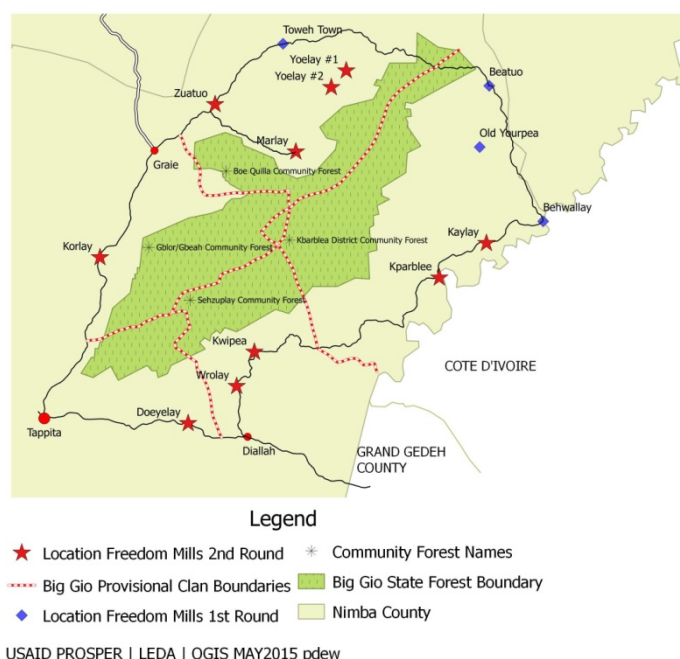 Toweh Town
Yoelay #1
Yoelay #2
Beatuo
Zuatuo
Old Yourpea
Marlay
Graie
Boe Quilla Community Forest
Behwallay
Kaylay
Kbarblea District Community Forest
Gblor/Gbeah Community Forest
Korlay
Kparblee
Sehzuplay Community Forest
Kwipea
COTE D'IVOIRE
Wrolay
Doeyelay
Tappita
Diallah
GRAND GEDEH
COUNTY
Legend
Location Freedom Mills 2nd Round
Community Forest Names
Big Gio Provisional Clan Boundaries
Big Gio State Forest Boundary
Location Freedom Mills 1st Round
Nimba County
USAID PROSPER | LEDA | QGIS MAY2015 pdew